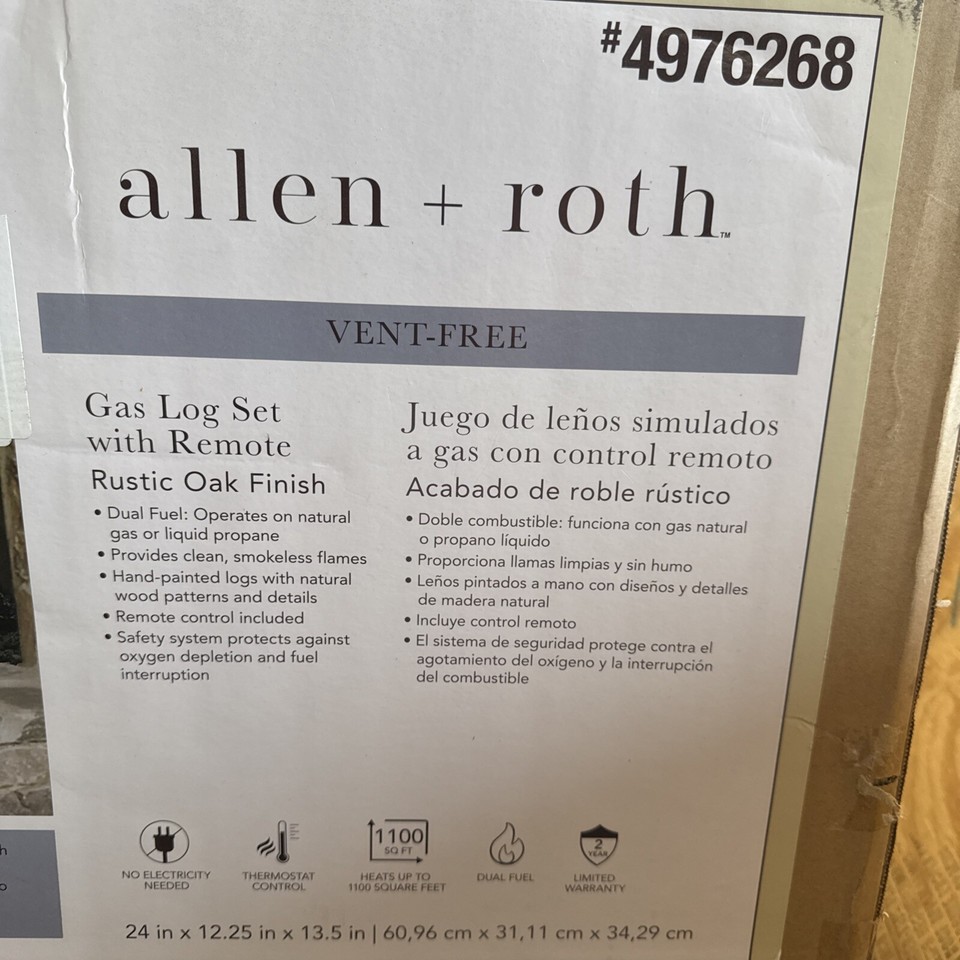 #4976268
allen + roth™
VENT-FREE
Gas Log Set
with Remote
Rustic Oak Finish
• Dual Fuel: Operates on natural
gas or liquid propane
• Provides clean, smokeless flames
• Hand-painted logs with natural
wood patterns and details
• Remote control included
• Safety system protects against
oxygen depletion and fuel
interruption
Juego de leños simulados
a gas con control remoto
Acabado de roble rústico
• Doble combustible: funciona con gas natural
o propano líquido
• Proporciona llamas limpias y sin humo
• Leños pintados a mano con diseños y detalles
de madera natural
• Incluye control remoto
• El sistema de seguridad protege contra el
agotamiento del oxígeno y la interrupción
del combustible
NO ELECTRICITY
NEEDED
THERMOSTAT
CONTROL
1100
SQ FT
HEATS UP TO
1100 SQUARE FEET
DUAL FUEL
2
YEAR
LIMITED
WARRANTY
24 in x 12.25 in x 13.5 in | 60,96 cm x 31,11 cm x 34,29 cm